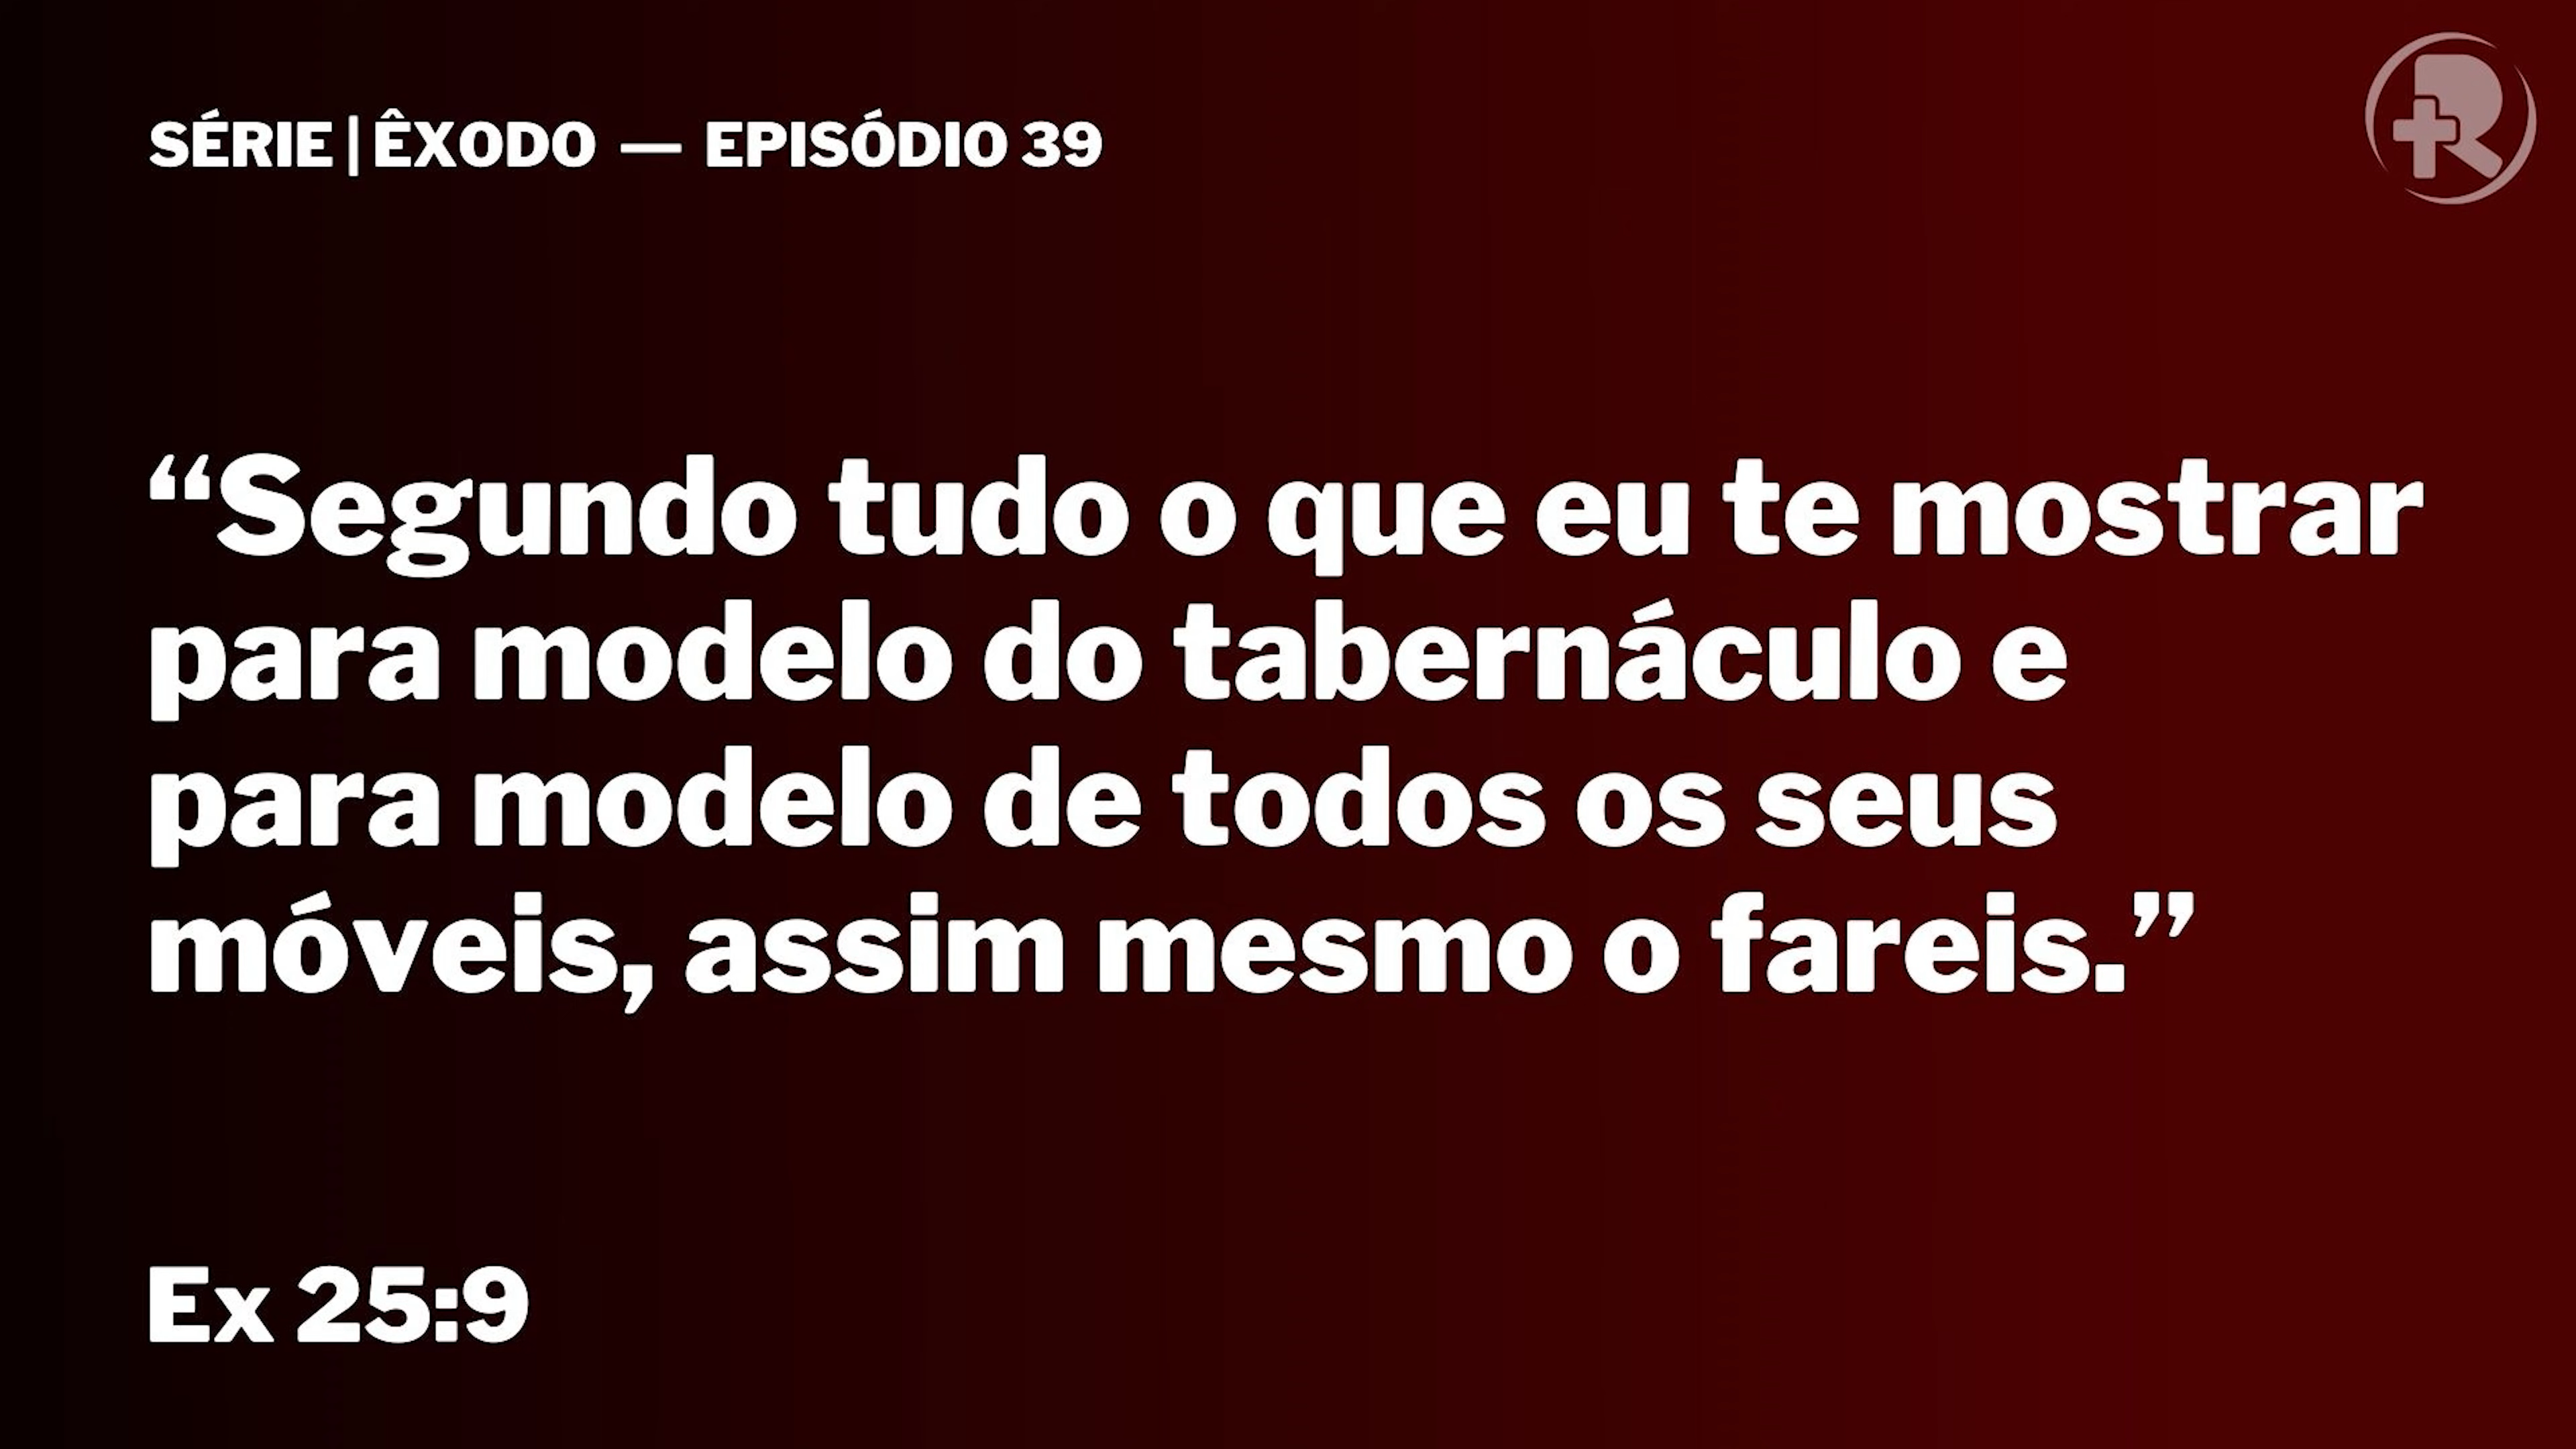 SÉRIE | ÊXODO — EPISÓDIO 39
“Segundo tudo o que eu te mostrar
para modelo do tabernáculo e
para modelo de todos os seus
móveis, assim mesmo o fareis.”
Ex 25:9